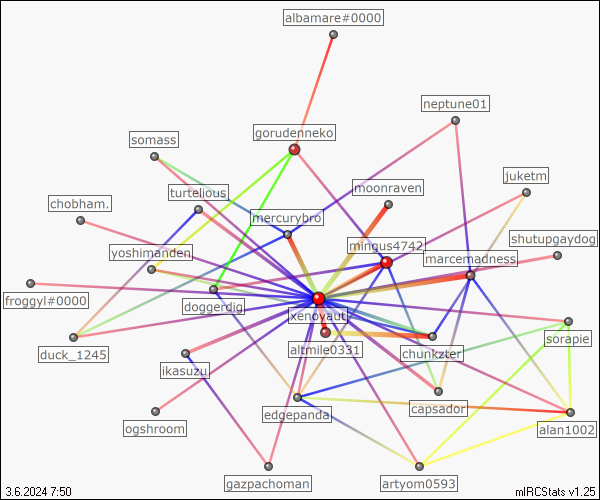 albamare#0000
neptune01
gorudenneko
somass
juketm
moonraven
turtelious
chobham.
mercurybro
shutupgaydog
mingus4742
yoshimanden
marcemadness
froggyl#0000
doggerdig
xenoyabt
sorapie
altmile0331
chunkzter
duck_1245
ikasuzu
capsador
edgepanda
ogshroom
alan1002
gazpachoman
artyom0593
3.6.2024 7:50
mIRCStats v1.25